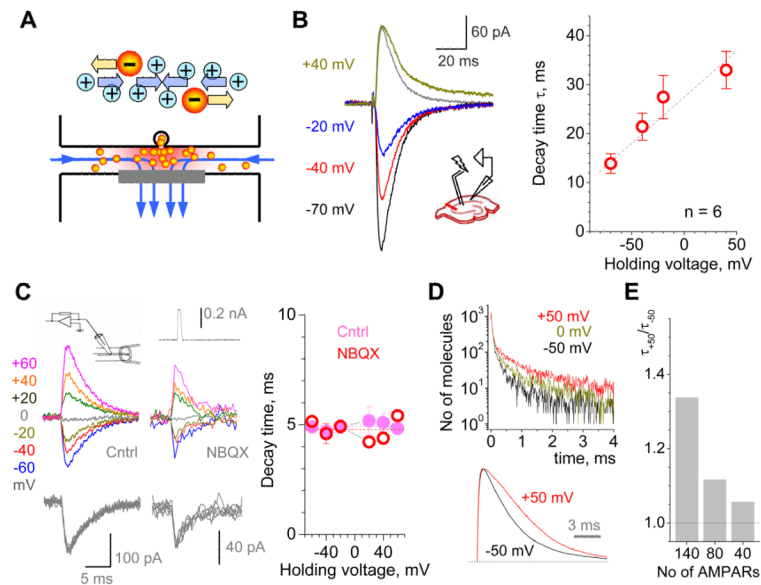 A
B
60 pA
20 ms
+40 mV
-20 mV
-40 mV
-70 mV
Decay time τ, ms
40
30
20
10
0
-50
0
50
n = 6
Holding voltage, mV
C
0.2 nA
+60
+40
+20
0
-20
-40
-60
mV
Cntrl
NBQX
5 ms
100 pA
40 pA
Decay time, ms
10
5
0
Cntrl
NBQX
-40
0
40
Holding voltage, mV
D
No of molecules
10³
10²
10¹
10⁰
+50 mV
0 mV
-50 mV
0
1
2
3
4
time, ms
+50 mV
3 ms
-50 mV
E
τ+50/τ-50
1.4
1.2
1.0
140
80
40
No of AMPARs